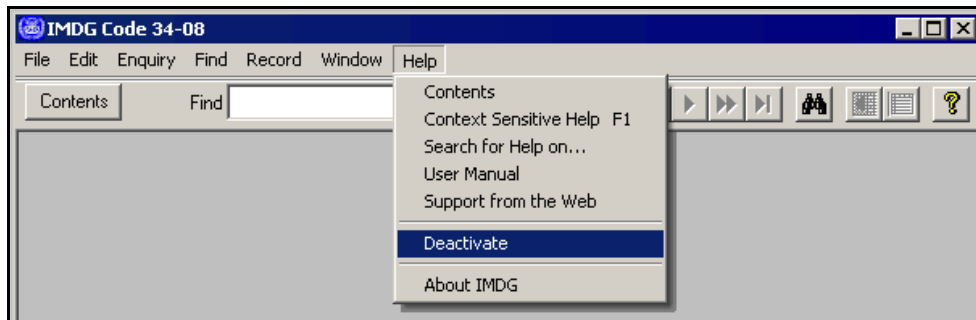 IMDG Code 34-08
File Edit Enquiry Find Record Window Help
Contents Find
Contents
Context Sensitive Help F1
Search for Help on...
User Manual
Support from the Web
Deactivate
About IMDG